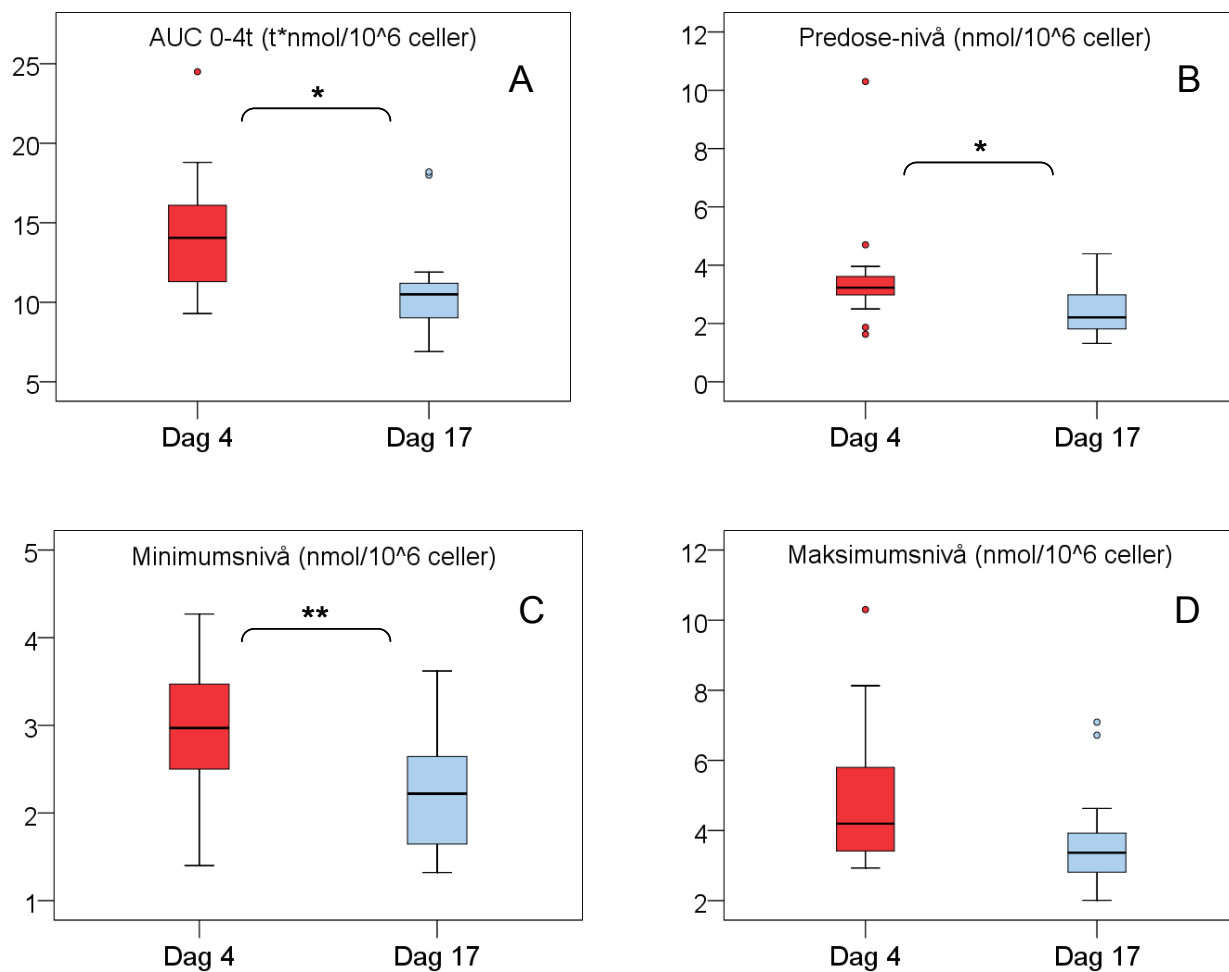 AUC 0-4t (t*nmol/10^6 celler)
A
*
25
20
15
10
5
Dag 4
Dag 17
Predose-nivå (nmol/10^6 celler)
B
*
12
10
8
6
4
2
0
Dag 4
Dag 17
Minimumsnivå (nmol/10^6 celler)
C
**
5
4
3
2
1
Dag 4
Dag 17
Maksimumsnivå (nmol/10^6 celler)
D
12
10
8
6
4
2
Dag 4
Dag 17